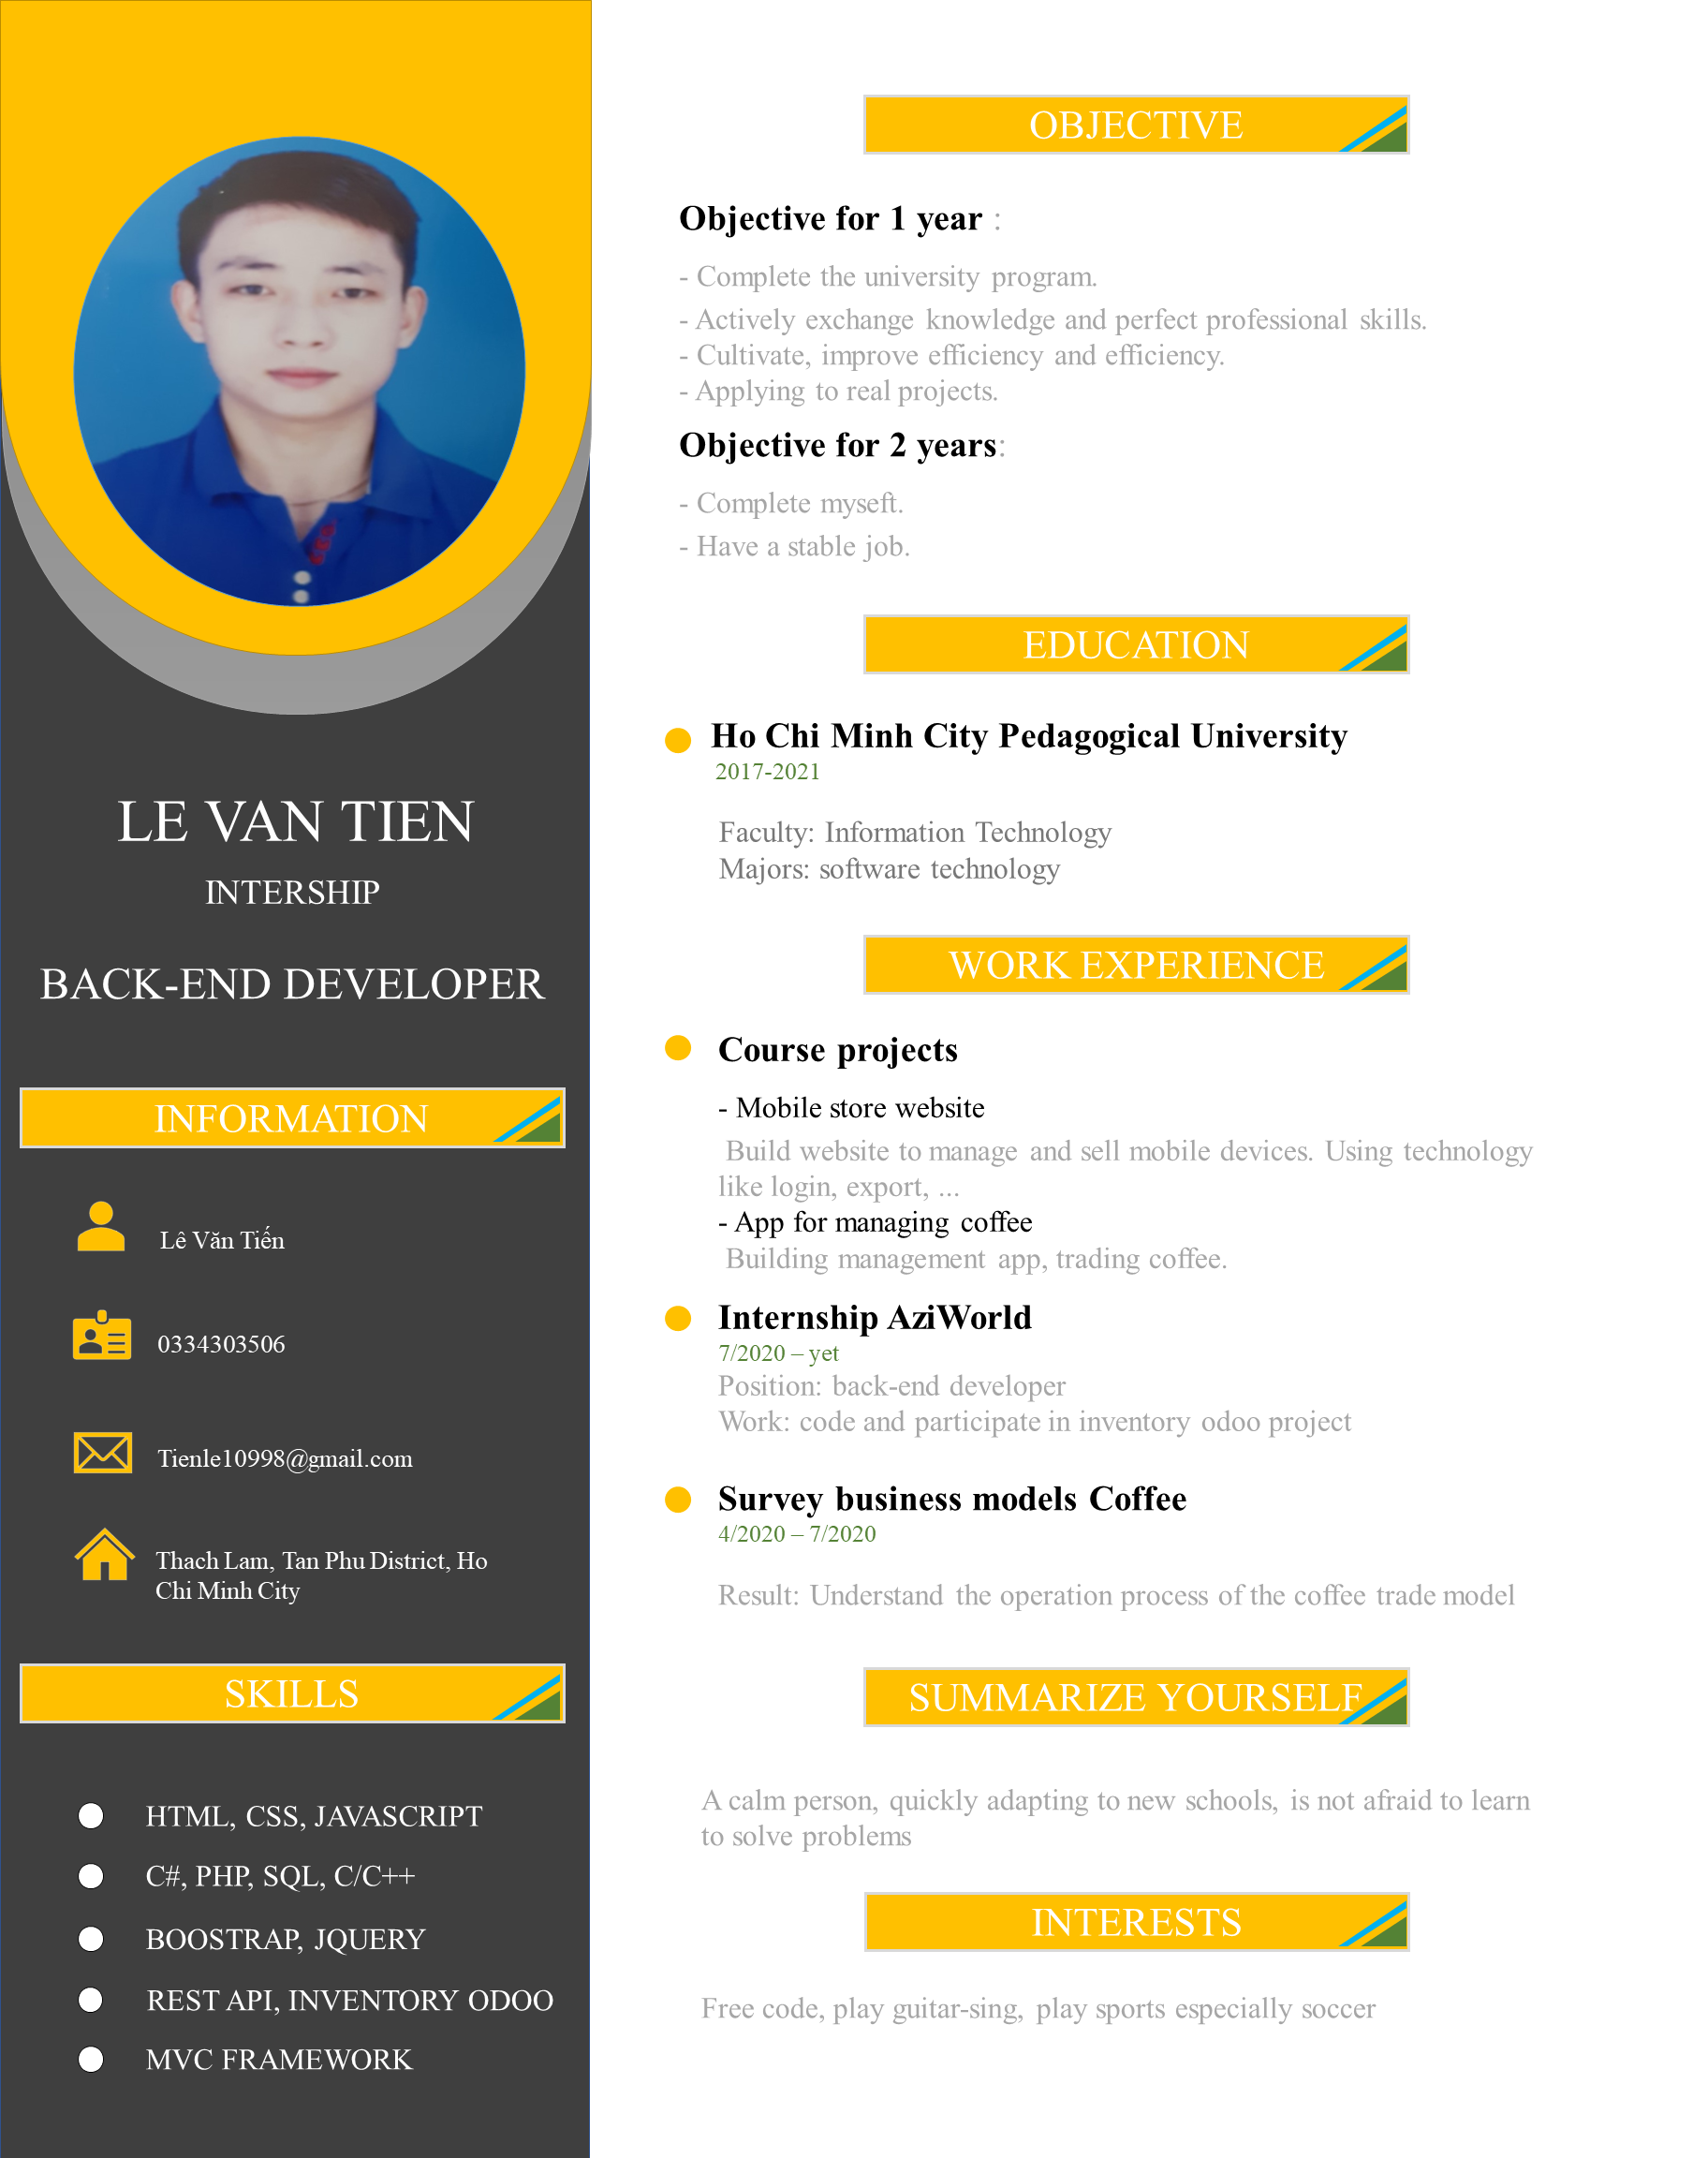 LE VAN TIEN
INTERSHIP
BACK-END DEVELOPER
INFORMATION
Lê Văn Tiến
0334303506
Tienle10998@gmail.com
Thach Lam, Tan Phu District, Ho
Chi Minh City
SKILLS
HTML, CSS, JAVASCRIPT
C#, PHP, SQL, C/C++
BOOSTRAP, JQUERY
REST API, INVENTORY ODOO
MVC FRAMEWORK
OBJECTIVE
Objective for 1 year :
- Complete the university program.
- Actively exchange knowledge and perfect professional skills.
- Cultivate, improve efficiency and efficiency.
- Applying to real projects.
Objective for 2 years:
- Complete myseft.
- Have a stable job.
EDUCATION
Ho Chi Minh City Pedagogical University
2017-2021
Faculty: Information Technology
Majors: software technology
WORK EXPERIENCE
Course projects
- Mobile store website
Build website to manage and sell mobile devices. Using technology
like login, export, ...
- App for managing coffee
Building management app, trading coffee.
Internship AziWorld
7/2020 – yet
Position: back-end developer
Work: code and participate in inventory odoo project
Survey business models Coffee
4/2020 – 7/2020
Result: Understand the operation process of the coffee trade model
SUMMARIZE YOURSELF
A calm person, quickly adapting to new schools, is not afraid to learn
to solve problems
INTERESTS
Free code, play guitar-sing, play sports especially soccer